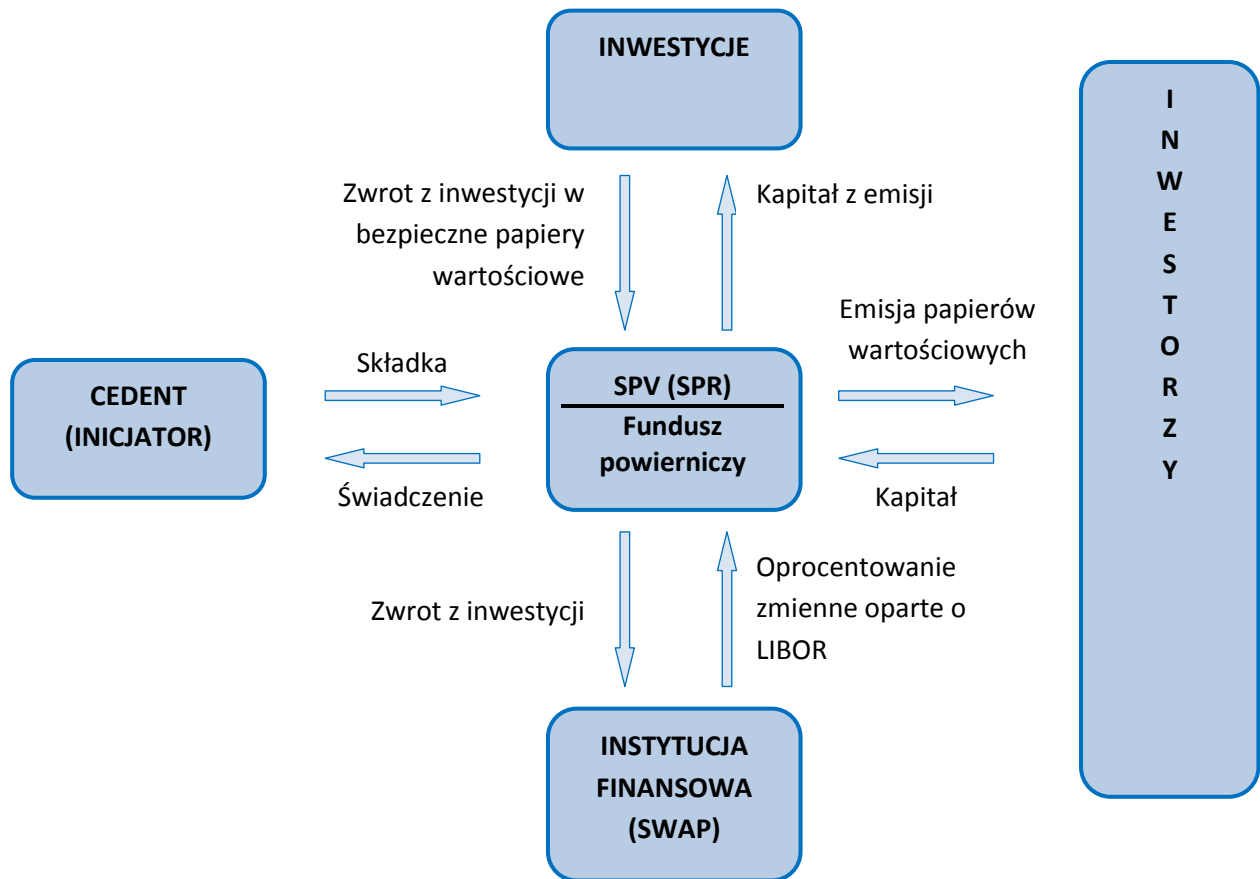 INWESTYCJE
I
N
W
E
S
T
O
R
Z
Y
Zwrot z inwestycji w
bezpieczne papiery
wartościowe
Kapitał z emisji
Emisja papierów
wartościowych
Składka
CEDENT
(INICJATOR)
SPV (SPR)
Fundusz
powierniczy
Świadczenie
Kapitał
Zwrot z inwestycji
Oprocentowanie
zmienne oparte o
LIBOR
INSTYTUCJA
FINANSOWA
(SWAP)